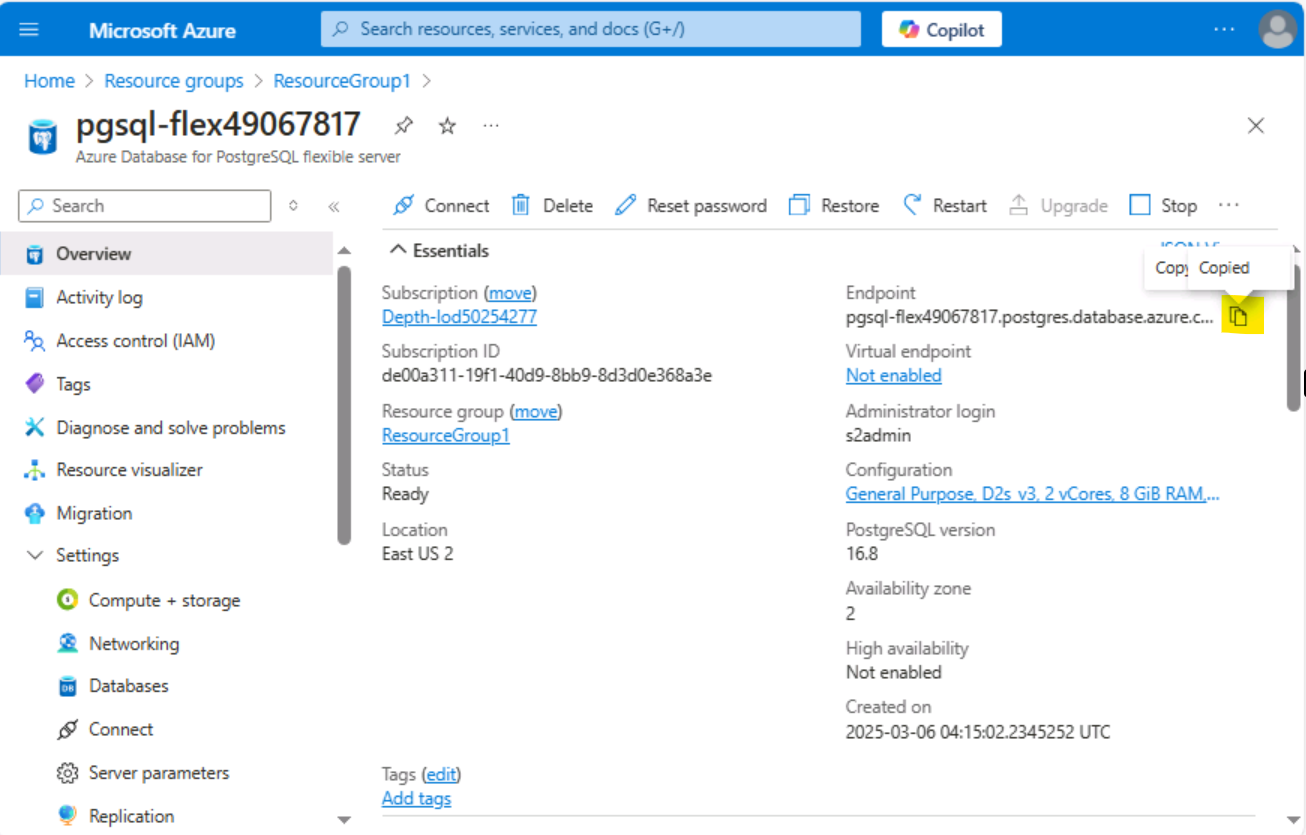 Microsoft Azure
Search resources, services, and docs (G+/)
Copilot
Home > Resource groups > ResourceGroup1 >
pgsql-flex49067817
Azure Database for PostgreSQL flexible server
Search
Connect Delete Reset password Restore Restart Upgrade Stop
Overview
Activity log
Access control (IAM)
Tags
Diagnose and solve problems
Resource visualizer
Migration
Settings
Compute + storage
Networking
Databases
Connect
Server parameters
Replication
Essentials
Copy Copied
Subscription (move)
Depth-lod50254277
Subscription ID
de00a311-19f1-40d9-8bb9-8d3d0e368a3e
Resource group (move)
ResourceGroup1
Status
Ready
Location
East US 2
Endpoint
pgsql-flex49067817.postgres.database.azure.c...
Virtual endpoint
Not enabled
Administrator login
s2admin
Configuration
General Purpose, D2s_v3, 2 vCores, 8 GiB RAM,...
PostgreSQL version
16.8
Availability zone
2
High availability
Not enabled
Created on
2025-03-06 04:15:02.2345252 UTC
Tags (edit)
Add tags